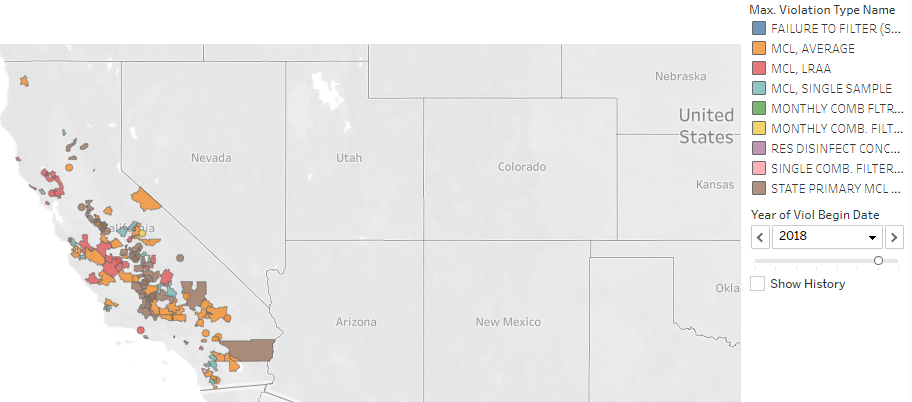 Max. Violation Type Name
FAILURE TO FILTER (S...
MCL, AVERAGE
MCL, LRAA
MCL, SINGLE SAMPLE
MONTHLY COMB FLTR...
MONTHLY COMB. FILT...
RES DISINFECT CONC...
SINGLE COMB. FILTER...
STATE PRIMARY MCL ...
Year of Viol Begin Date
2018
Show History
Nebraska
United
States
Nevada
Utah
Colorado
Kansas
California
Okla
Arizona
New Mexico